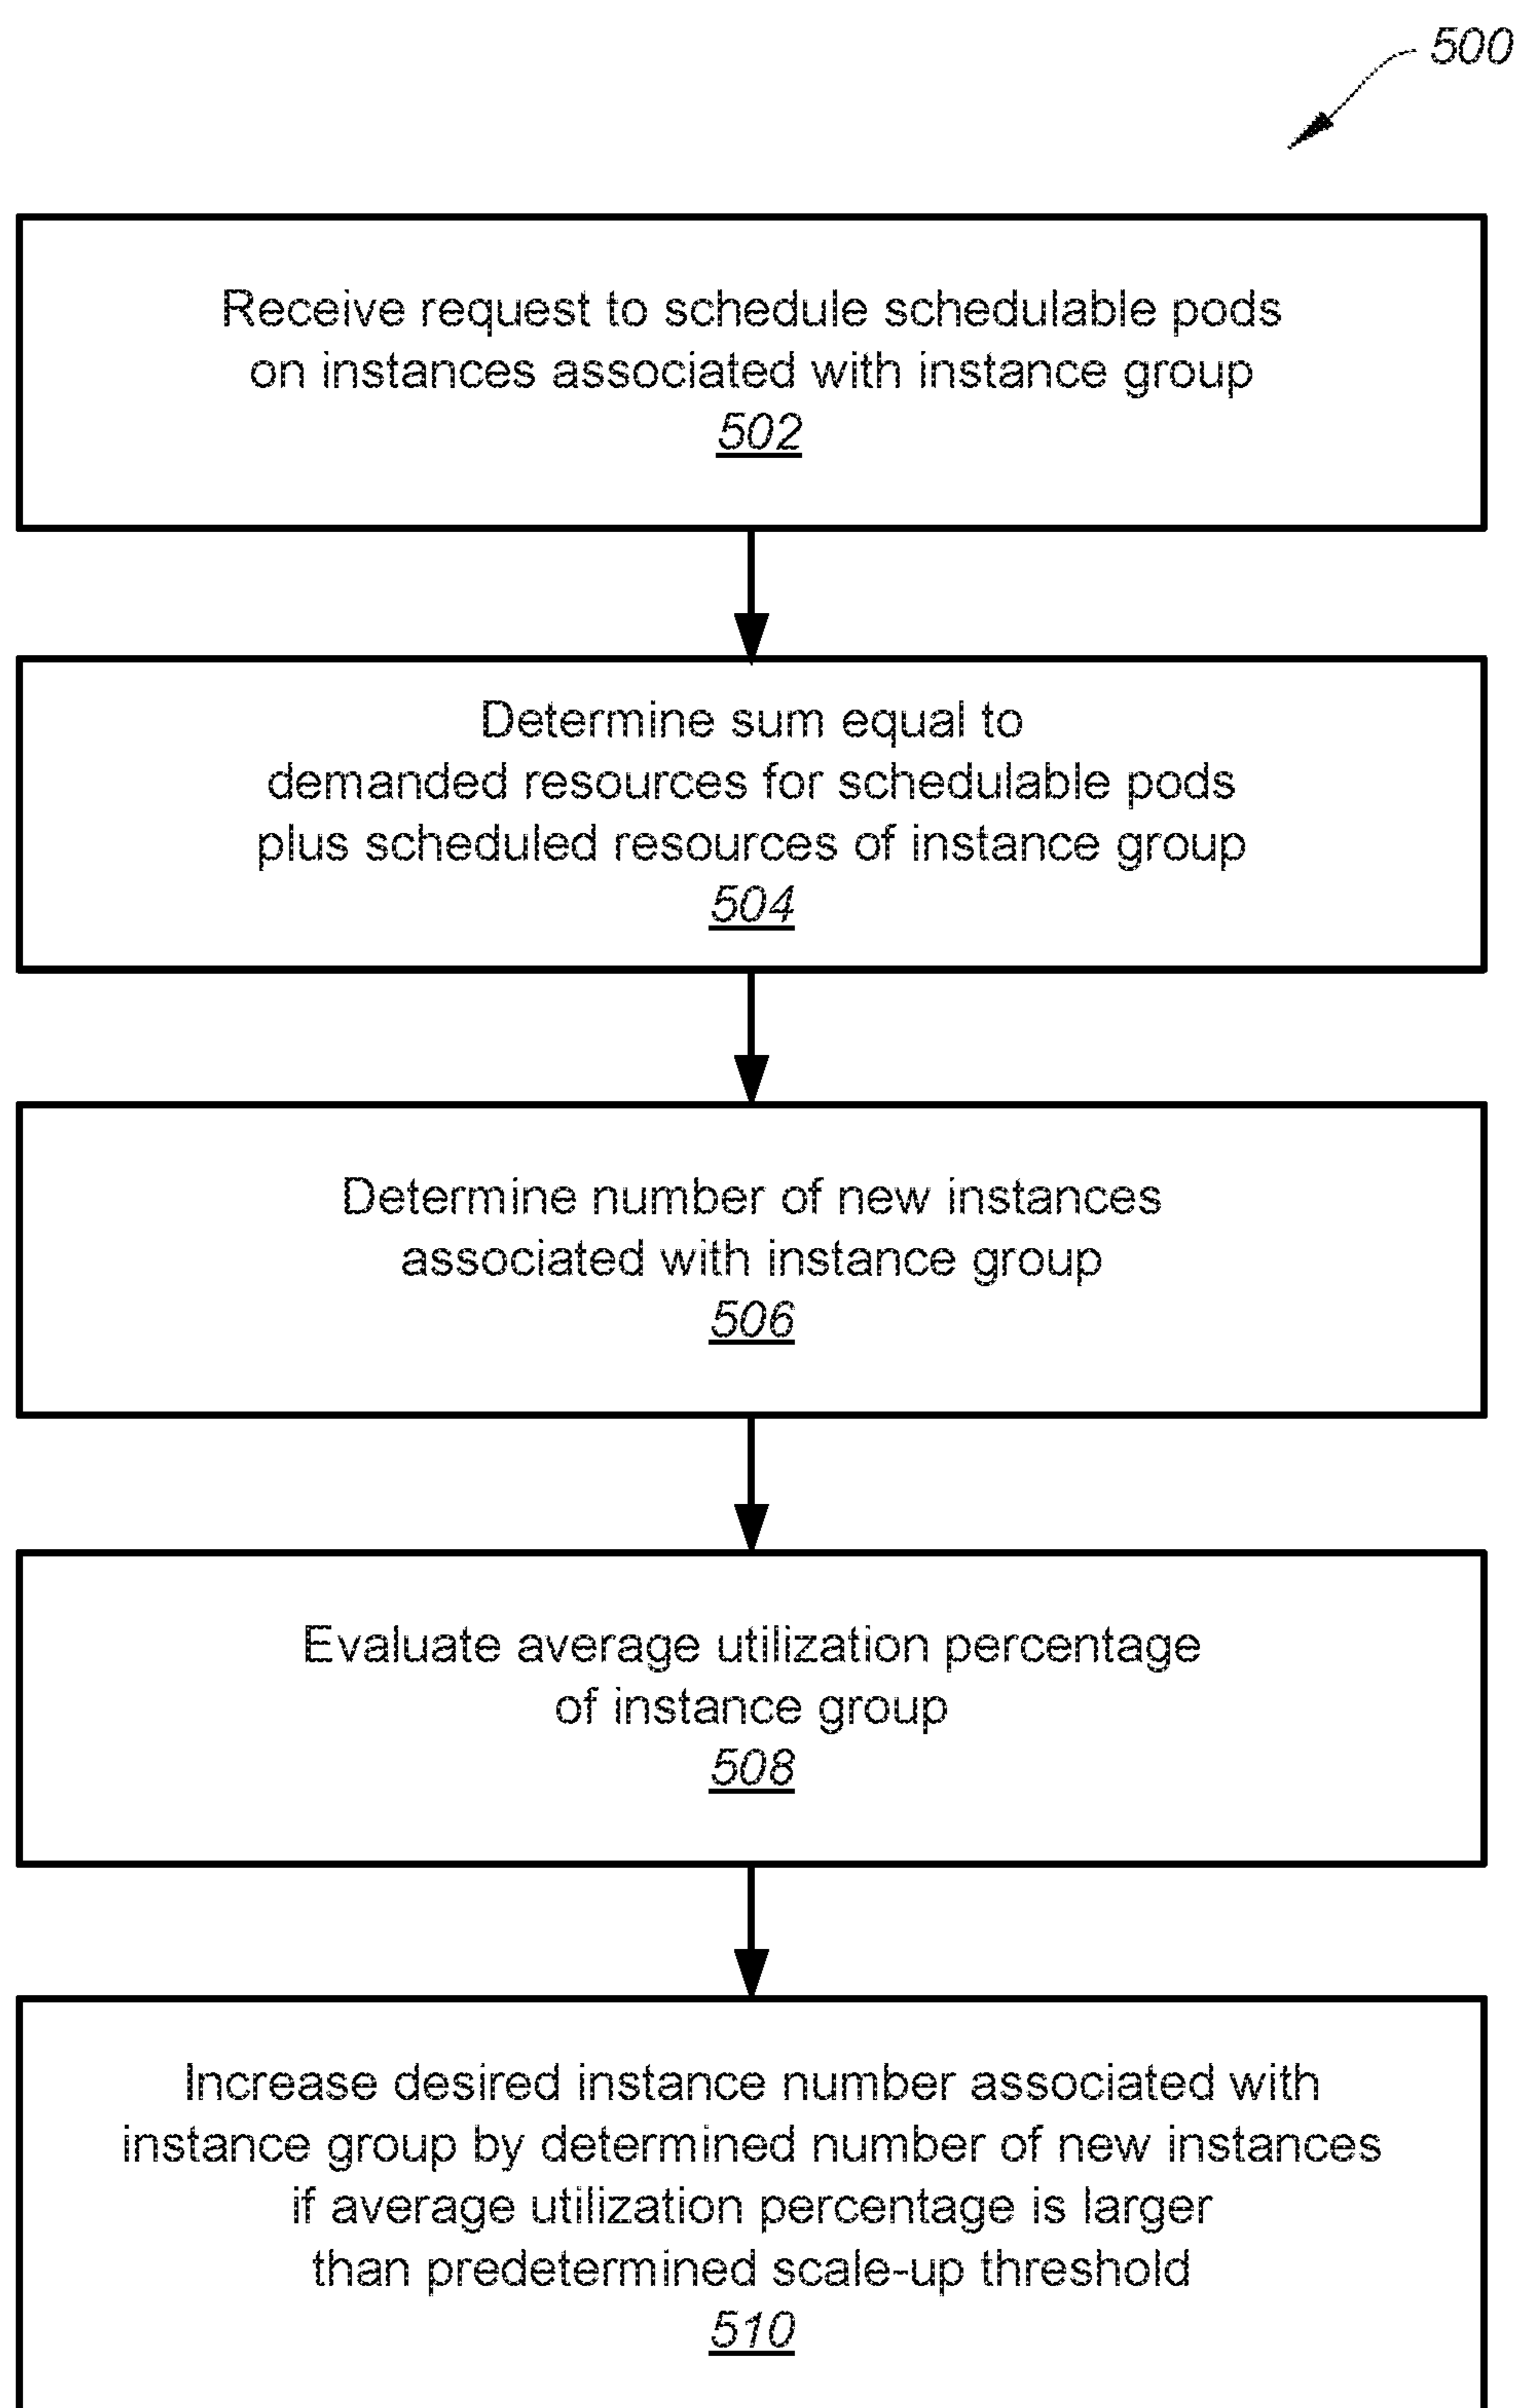 500
Receive request to schedule schedulable pods
on instances associated with instance group
502
Determine sum equal to
demanded resources for schedulable pods
plus scheduled resources of instance group
504
Determine number of new instances
associated with instance group
506
Evaluate average utilization percentage
of instance group
508
Increase desired instance number associated with
instance group by determined number of new instances
if average utilization percentage is larger
than predetermined scale-up threshold
510